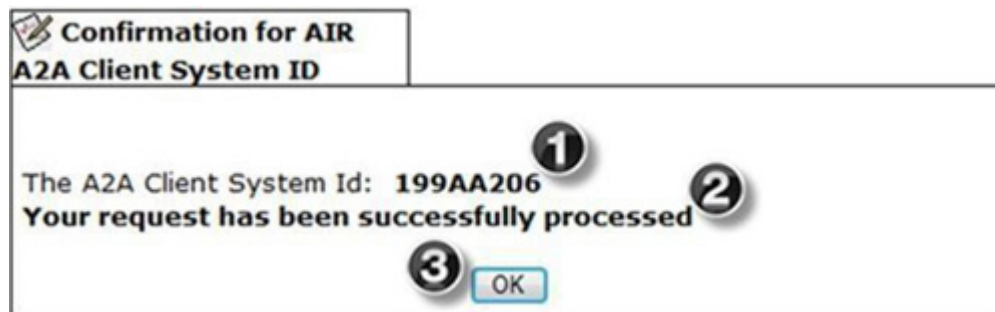 Confirmation for AIR
A2A Client System ID
1
The A2A Client System Id: 199AA206
2
Your request has been successfully processed
3
OK